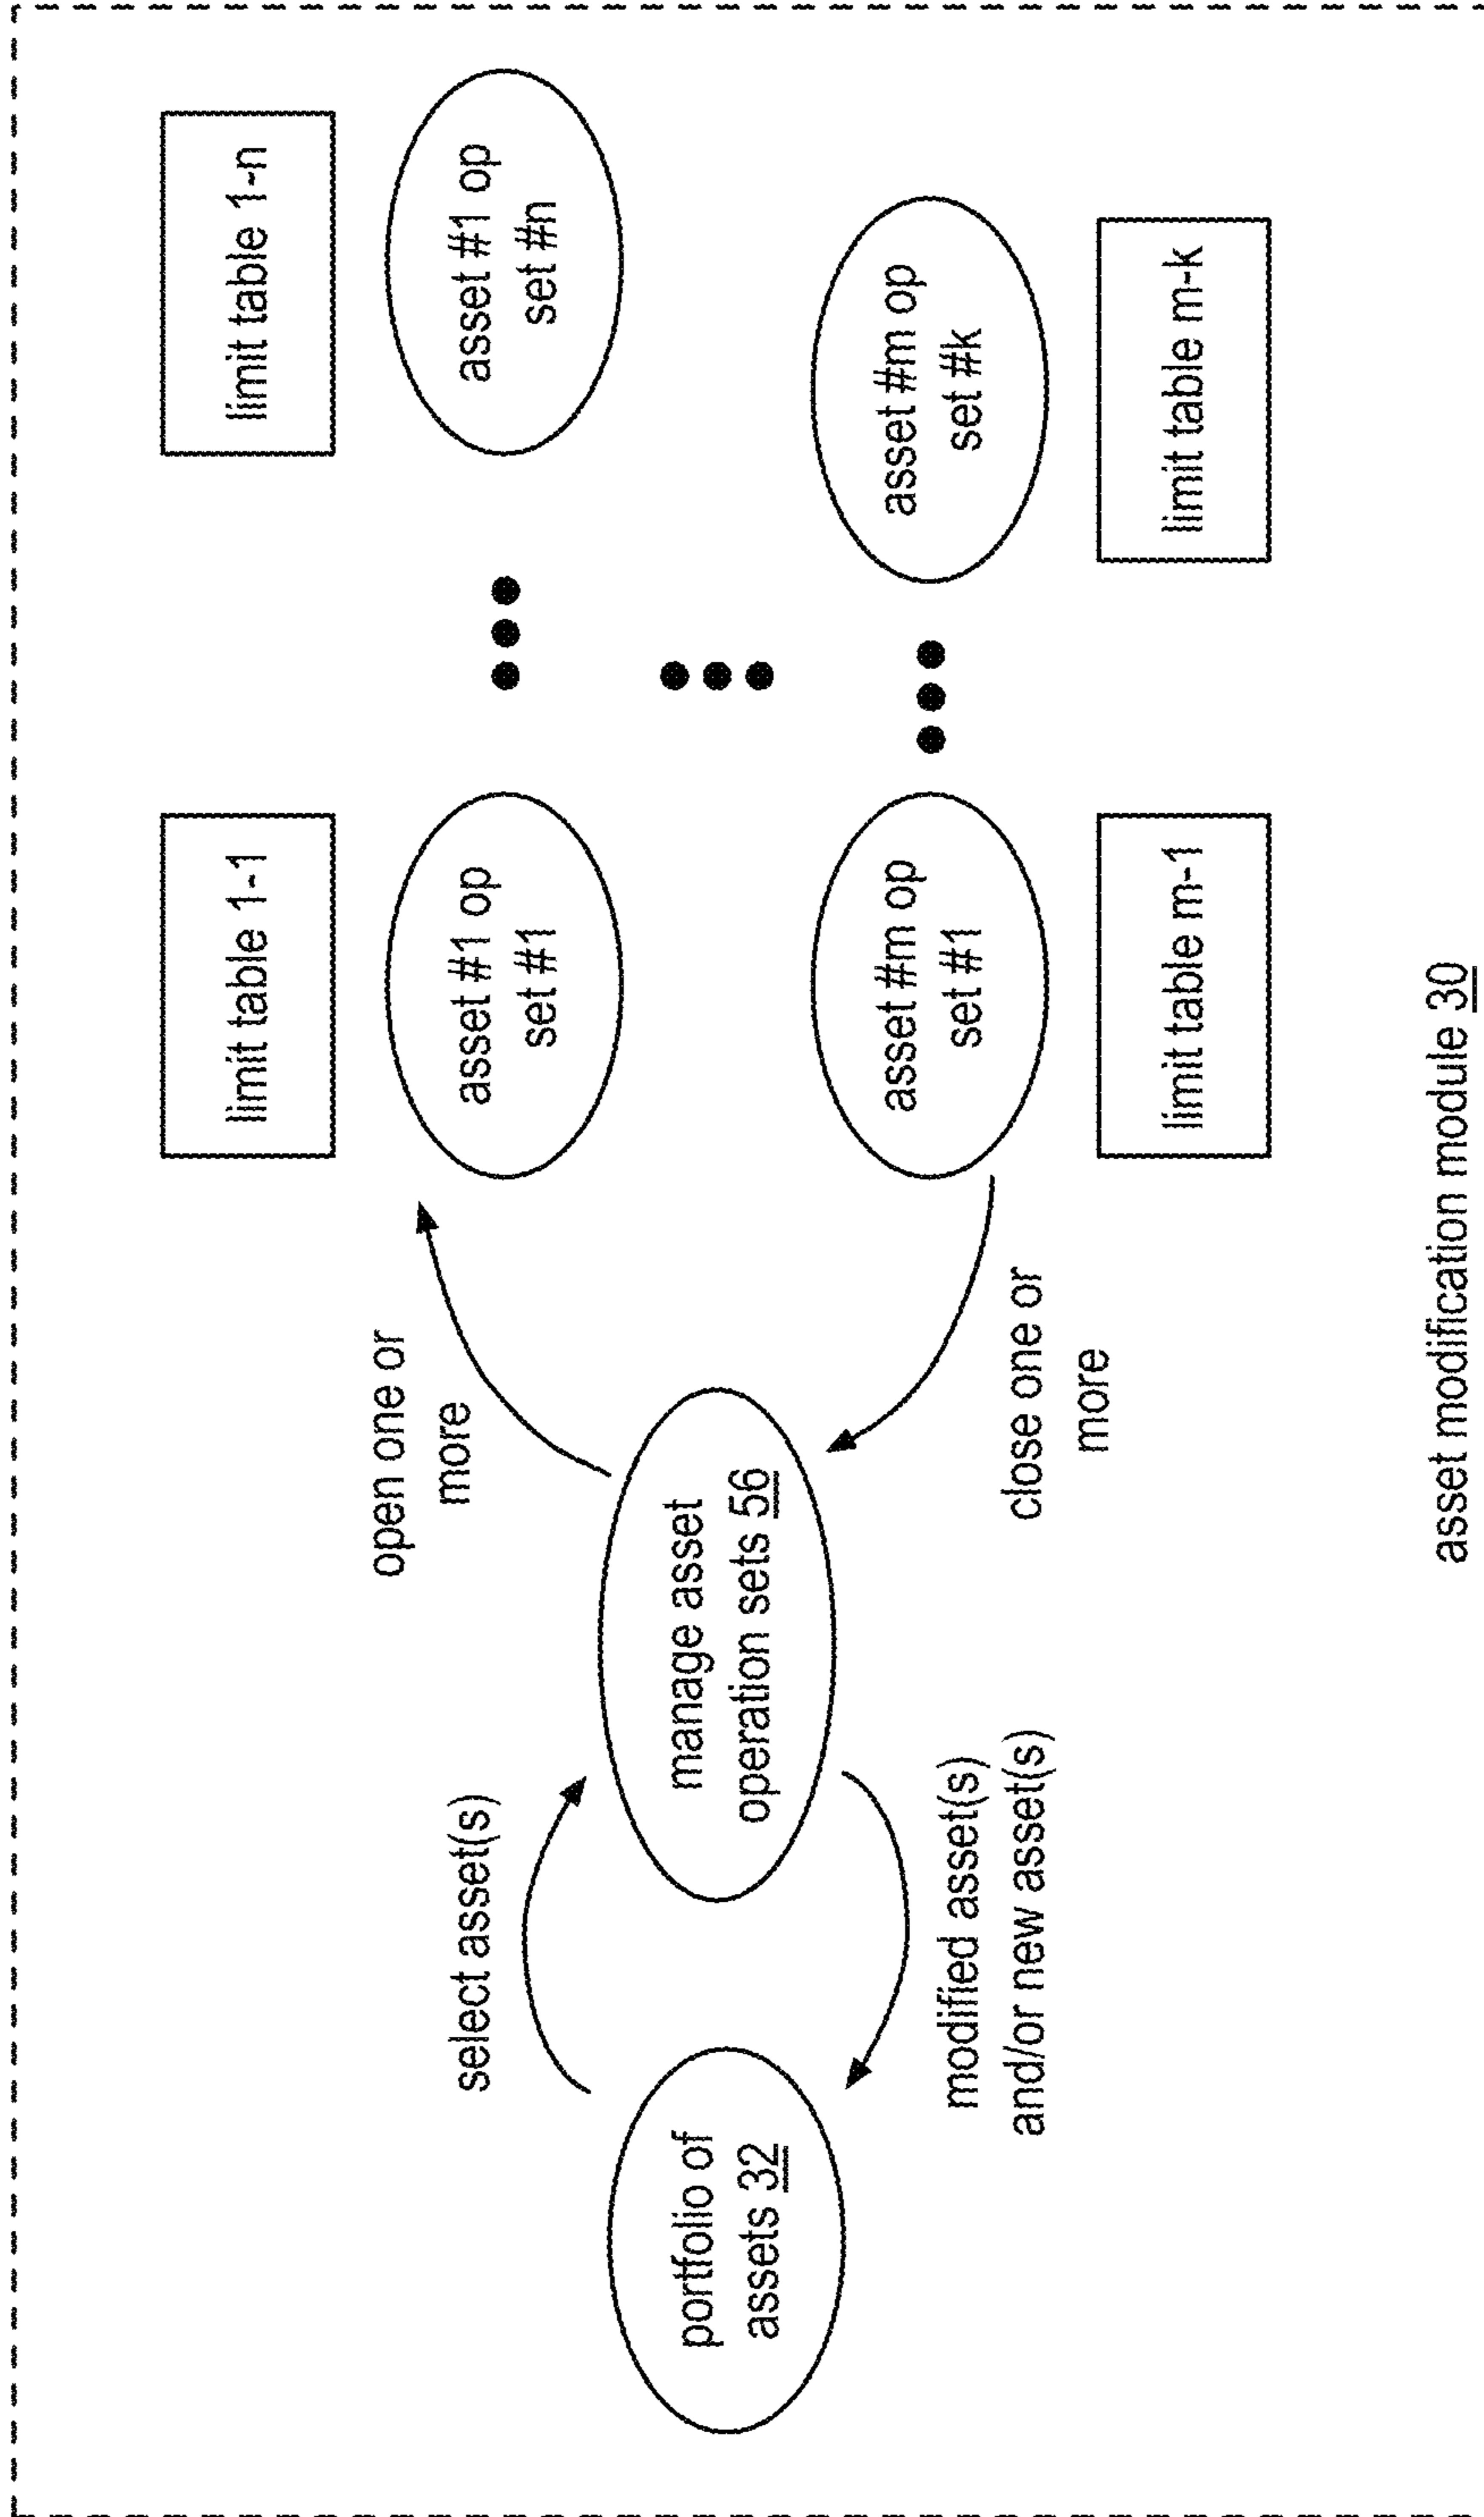 limit table 1-1
limit table 1-n
open one or
more
asset #1 op
set #1
asset #1 op
set #n
select asset(s)
portfolio of
assets 32
manage asset
operation sets 56
asset #m op
set #1
asset #m op
set #k
modified asset(s)
and/or new asset(s)
close one or
more
limit table m-1
limit table m-k
asset modification module 30